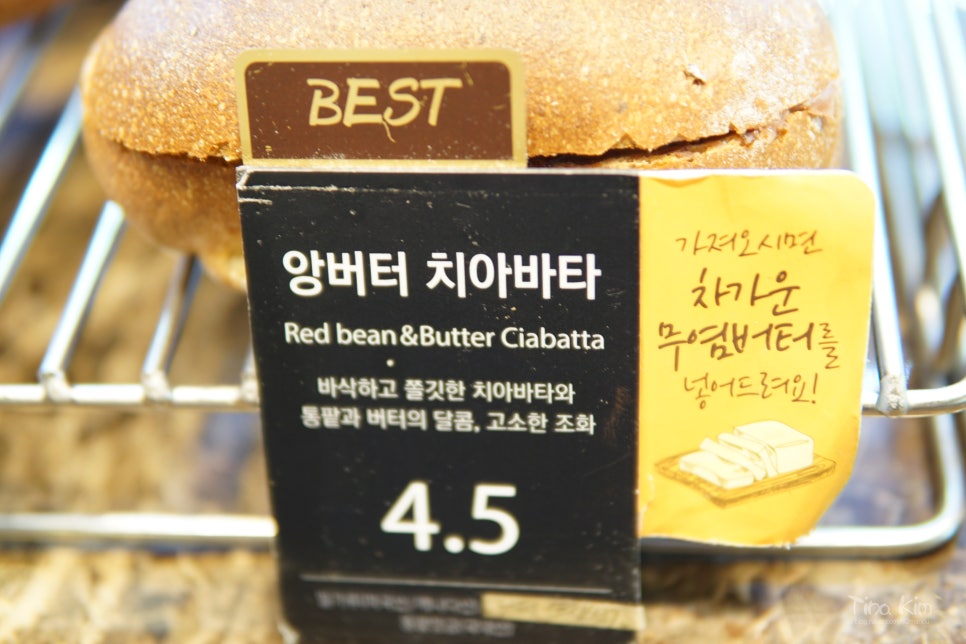 BEST
앙버터 치아바타
Red bean&Butter Ciabatta
바삭하고 쫄깃한 치아바타와
통팥과 버터의 달콤, 고소한 조화
4.5
가져오시면
차가운
무염버터를
넣어드려요!
Tina Kim